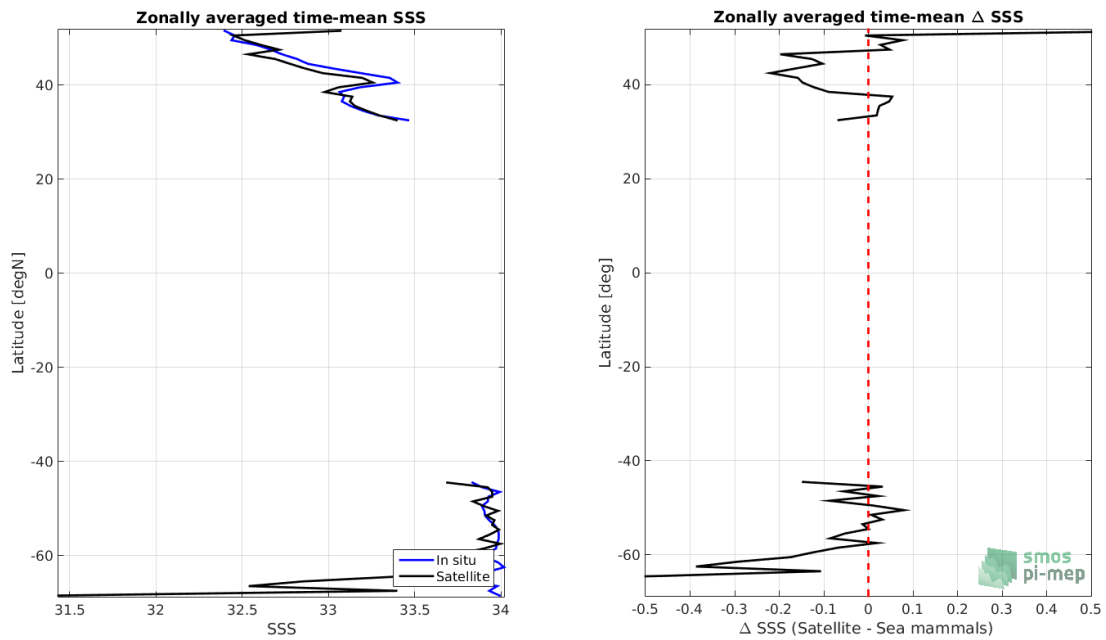 Zonally averaged time-mean SSS
40
20
0
-20
-40
-60
Latitude [degN]
31.5 32 32.5 33 33.5 34
SSS
In situ
Satellite
Zonally averaged time-mean Δ SSS
40
20
0
-20
-40
-60
Latitude [deg]
-0.5 -0.4 -0.3 -0.2 -0.1 0 0.1 0.2 0.3 0.4 0.5
Δ SSS (Satellite - Sea mammals)
smos
pi-mep